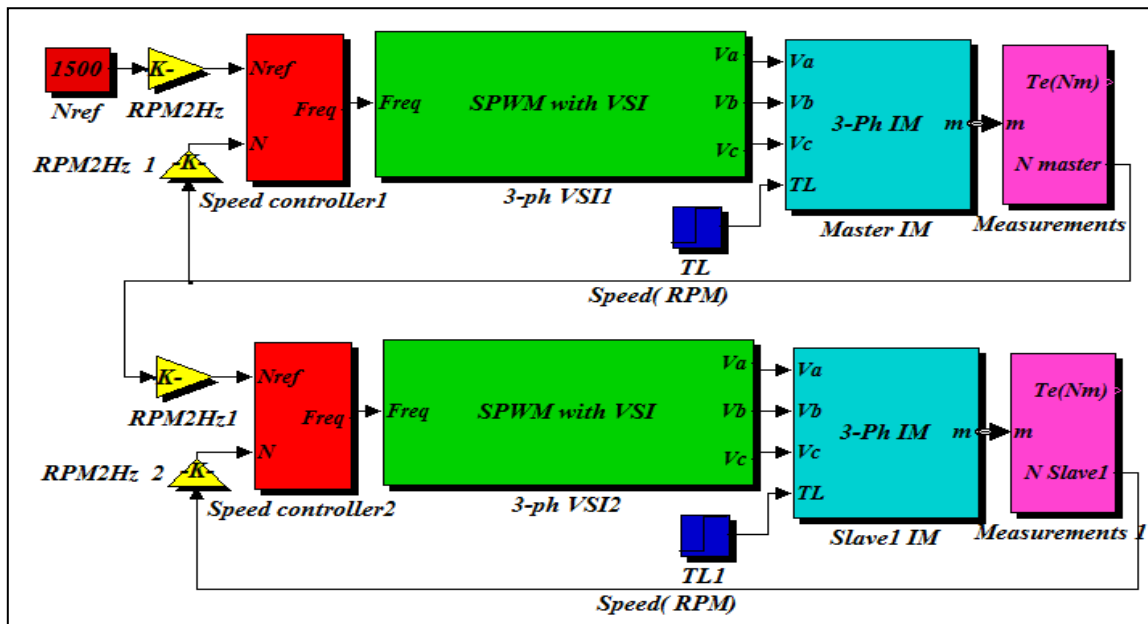 1500
Nref
K-
RPM2Hz
Nref
Freq
N
Speed controller1
-K-
RPM2Hz 1
Freq
SPWM with VSI
Va
Vb
Vc
3-ph VSI1
Va
Vb
Vc
TL
3-Ph IM
m
Master IM
TL
m
Te(Nm)
N master
Measurements
Speed( RPM)
K-
RPM2Hz1
Nref
Freq
N
Speed controller2
-K-
RPM2Hz 2
Freq
SPWM with VSI
Va
Vb
Vc
3-ph VSI2
Va
Vb
Vc
TL
3-Ph IM
m
Slave1 IM
TL1
m
Te(Nm)
N Slave1
Measurements 1
Speed( RPM)